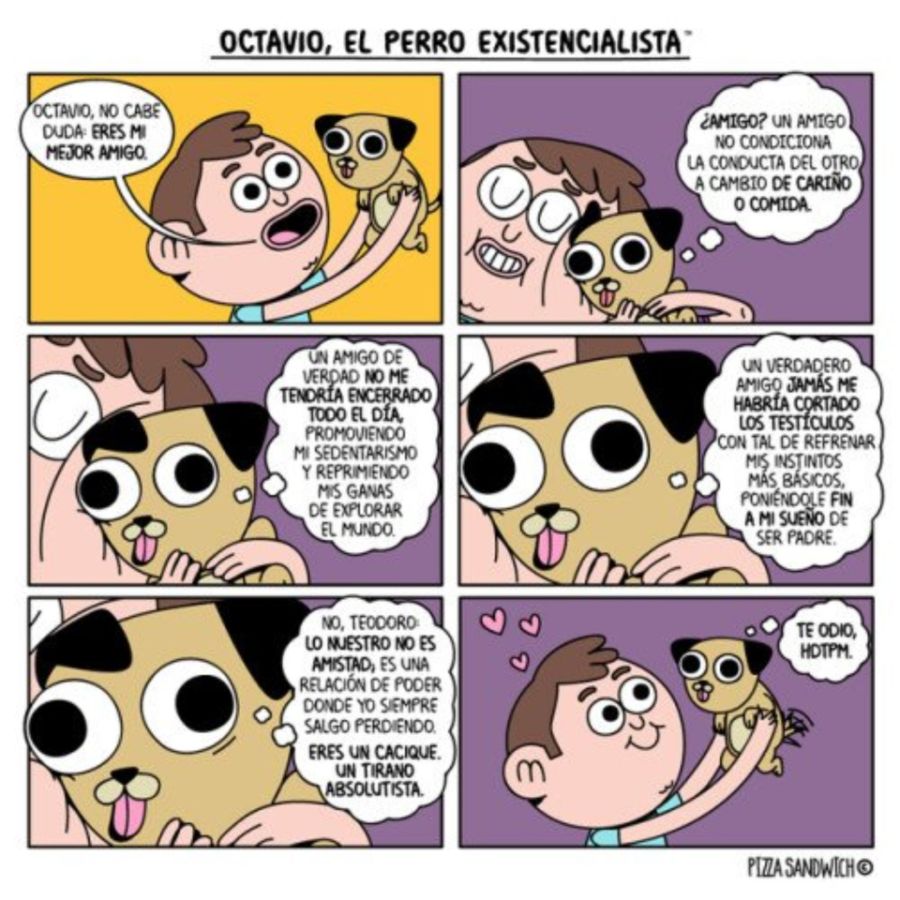 OCTAVIO, EL PERRO EXISTENCIALISTA™
OCTAVIO, NO CABE
DUDA: ERES MI
MEJOR AMIGO.
¿AMIGO? UN AMIGO
NO CONDICIONA
LA CONDUCTA DEL OTRO
A CAMBIO DE CARIÑO
O COMIDA.
UN AMIGO DE
VERDAD NO ME
TENDRÍA ENCERRADO
TODO EL DÍA,
PROMOVIENDO
MI SEDENTARISMO
Y REPRIMIENDO
MIS GANAS
DE EXPLORAR
EL MUNDO.
UN VERDADERO
AMIGO JAMÁS ME
HABRÍA CORTADO
LOS TESTÍCULOS
CON TAL DE REFRENAR
MIS INSTINTOS
MÁS BÁSICOS,
PONIÉNDOLE FIN
A MI SUEÑO DE
SER PADRE.
NO, TEODORO:
LO NUESTRO NO ES
AMISTAD; ES UNA
RELACIÓN DE PODER
DONDE YO SIEMPRE
SALGO PERDIENDO.
ERES UN CACIQUE.
UN TIRANO
ABSOLUTISTA.
TE ODIO,
HDTPM.
PIZZA SANDWICH©